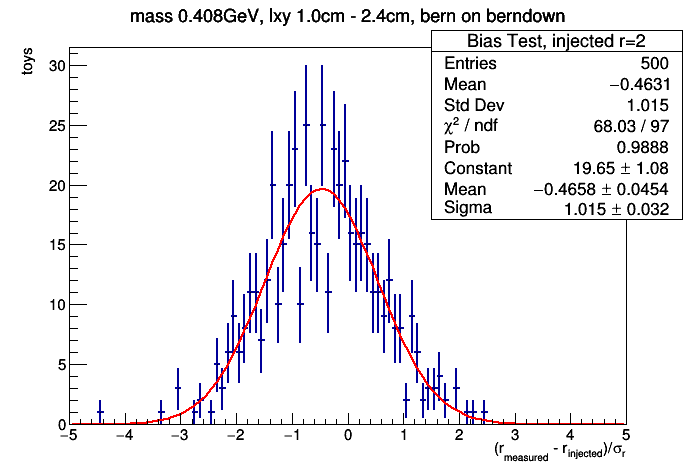 mass 0.408GeV, lxy 1.0cm - 2.4cm, bern on berndown
Bias Test, injected r=2
Entries 500
Mean −0.4631
Std Dev 1.015
χ² / ndf 68.03 / 97
Prob 0.9888
Constant 19.65 ± 1.08
Mean −0.4658 ± 0.0454
Sigma 1.015 ± 0.032
toys
30
25
20
15
10
5
0
−5 −4 −3 −2 −1 0 1 2 3 4 5
(r_measured - r_injected)/σ_r